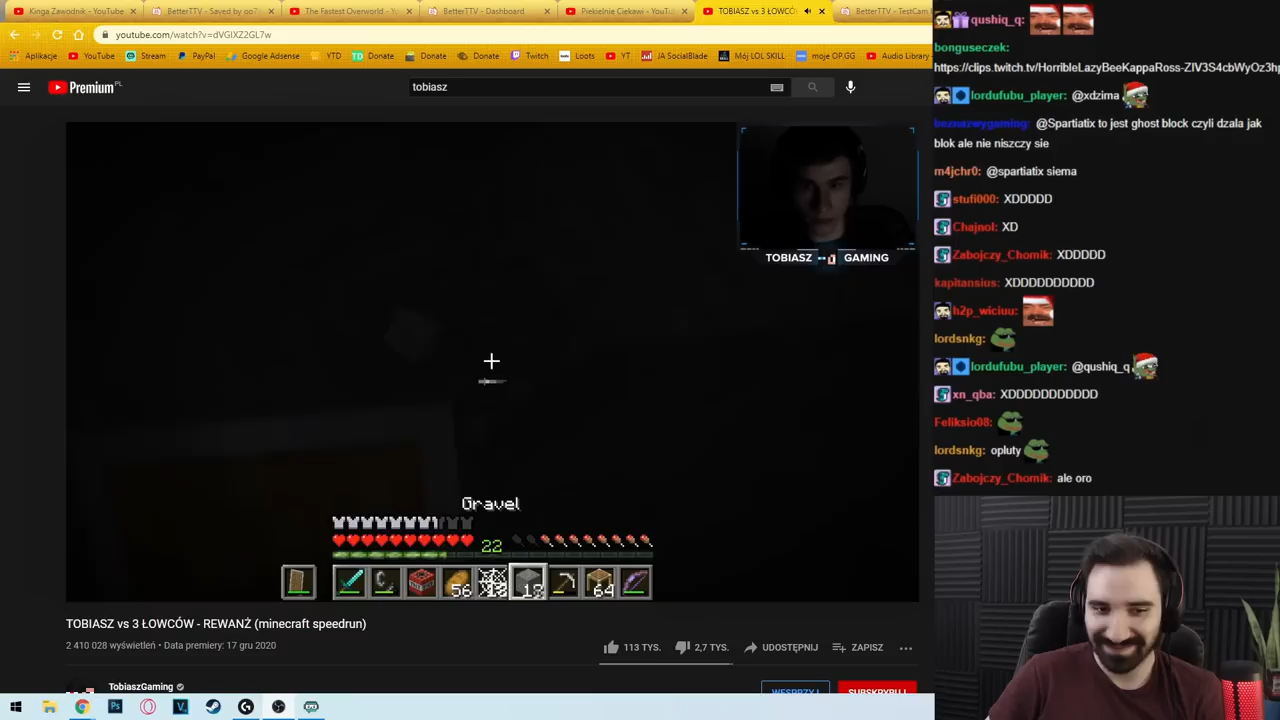 Kinga Zawodnik - YouTube
BetterTTV - Saved by oo7
The Fastest Overworld - Yo
BetterTTV - Dashboard
Piekielnie Ciekawi - YouTu
TOBIASZ vs 3 ŁOWCÓ
BetterTTV - TestCam
youtube.com/watch?v=dVGIXZ2GL7w
Aplikacje YouTube Stream PayPal Google Adsense YTD Donate Donate Donate Twitch Loots YT JA SocialBlade Mój LOL SKILL moje OP.GG Audio Library
Premium PL
tobiasz
TOBIASZ GAMING
Gravel
22
56 18 64
TOBIASZ vs 3 ŁOWCÓW - REWANŻ (minecraft speedrun)
2 410 028 wyświetleń • Data premiery: 17 gru 2020
113 TYS. 2,7 TYS. UDOSTĘPNIJ ZAPISZ
TobiaszGaming
WESPRZYJ SUBSKRYBUJ
qushiq_q:
bonguseczek:
https://clips.twitch.tv/HorribleLazyBeeKappaRoss-ZIV3S4cbWyOz3hp
lordufubu_player: @xdzima
beznazwygaming: @Spartiatix to jest ghost block czyli dzala jak
blok ale nie niszczy sie
m4jchr0: @spartiatix siema
stufi000: XDDDDD
Chajnol: XD
Zabojczy_Chomik: XDDDDD
kapitansius: XDDDDDDDDDD
h2p_wiciuu:
lordsnkg:
lordufubu_player: @qushiq_q
xn_qba: XDDDDDDDDDDD
Feliksio08:
lordsnkg: opluty
Zabojczy_Chomik: ale oro